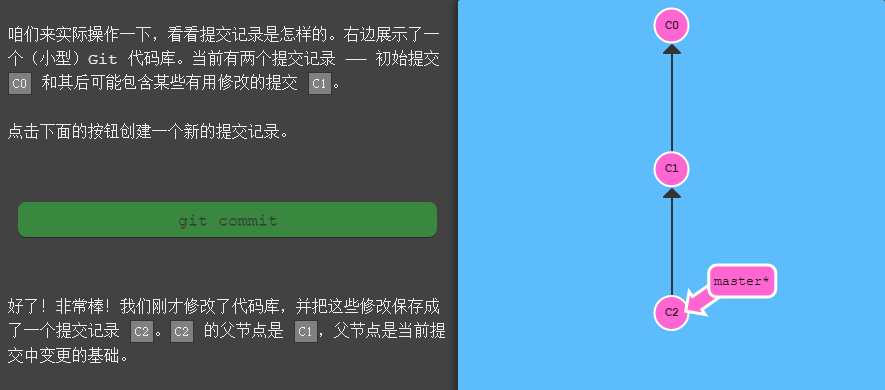 咱们来实际操作一下，看看提交记录是怎样的。右边展示了一
个（小型）Git 代码库。当前有两个提交记录 —— 初始提交
C0 和其后可能包含某些有用修改的提交 C1。
点击下面的按钮创建一个新的提交记录。
git commit
好了！非常棒！我们刚才修改了代码库，并把这些修改保存成
了一个提交记录 C2。C2 的父节点是 C1，父节点是当前提
交中变更的基础。
C0
C1
master*
C2